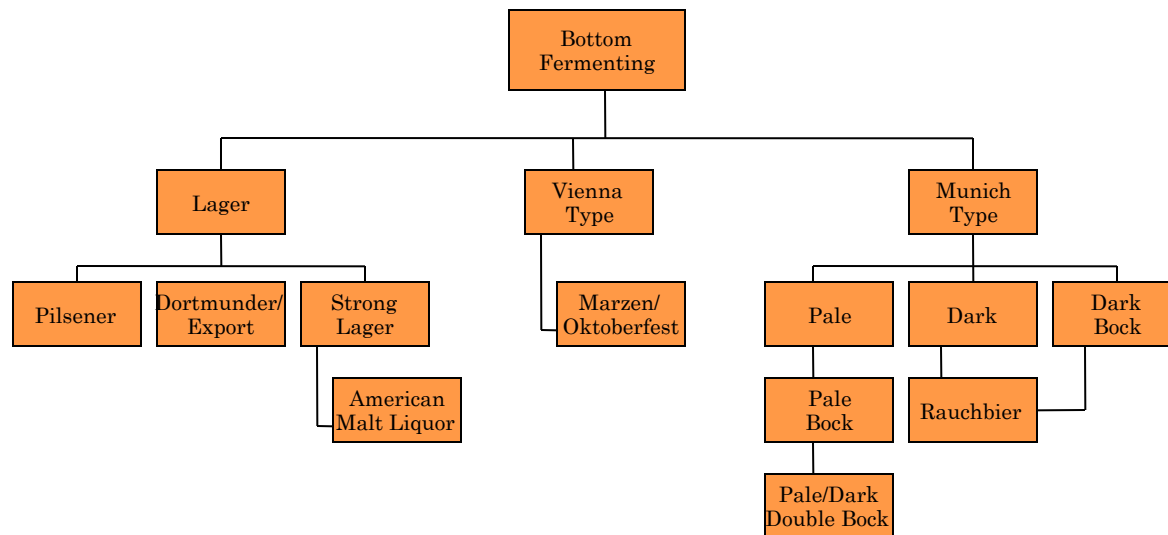 Bottom
Fermenting
Lager
Vienna
Type
Munich
Type
Pilsener
Dortmunder/
Export
Strong
Lager
Marzen/
Oktoberfest
Pale
Dark
Dark
Bock
American
Malt Liquor
Pale
Bock
Rauchbier
Pale/Dark
Double Bock